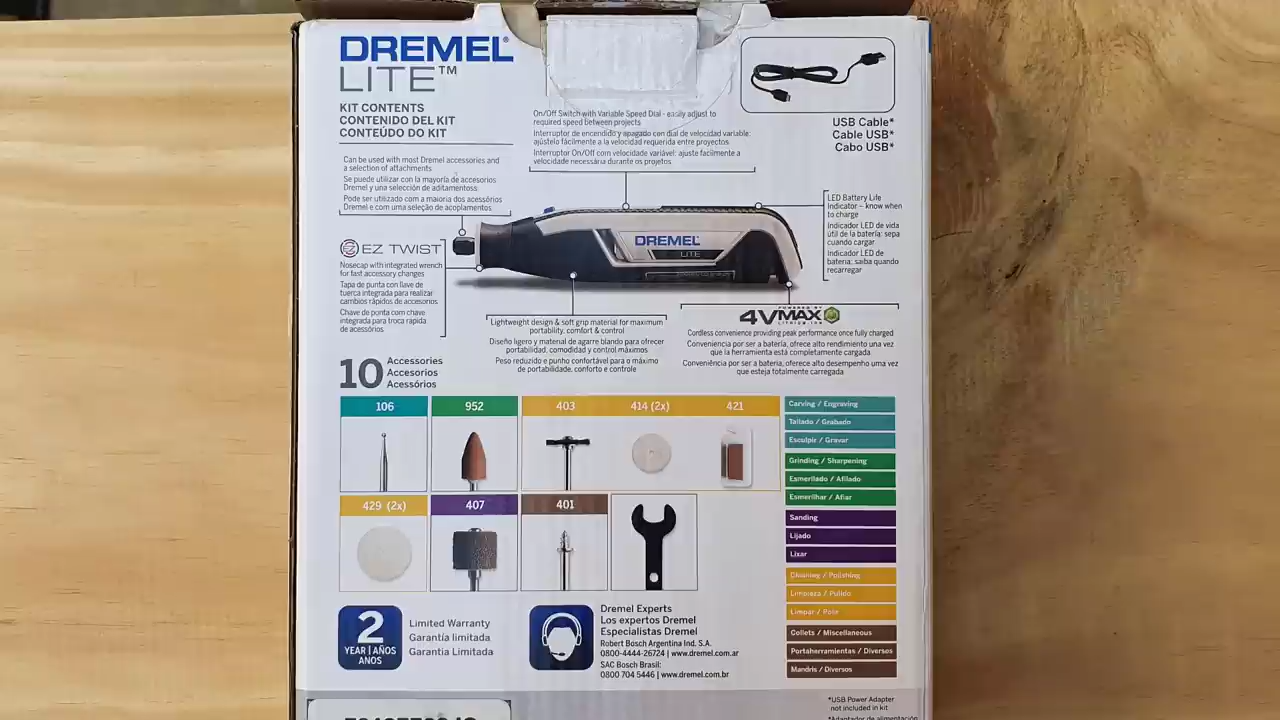 DREMEL®
LITE™
KIT CONTENTS
CONTENIDO DEL KIT
CONTEÚDO DO KIT
On/Off Switch with Variable Speed Dial - easily adjust to
required speed between projects
Interruptor de encendido y apagado con dial de velocidad variable:
ajústelo fácilmente a la velocidad requerida entre proyectos
Interruptor On/Off com velocidade variável: ajuste facilmente a
velocidade necessária durante os projetos
USB Cable*
Cable USB*
Cabo USB*
Can be used with most Dremel accessories and
a selection of attachments
Se puede utilizar con la mayoría de accesorios
Dremel y una selección de aditamentoss
Pode ser utilizado com a maioria dos acessórios
Dremel e com uma seleção de acoplamentos.
LED Battery Life
Indicator - know when
to charge
Indicador LED de vida
útil de la batería: sepa
cuándo cargar
Indicador LED de
bateria: saiba quando
recarregar
DREMEL
LITE
EZ TWIST
Nosecap with integrated wrench
for fast accessory changes
Tapa de punta con llave de
tuerca integrada para realizar
cambios rápidos de accesorios
Chave de punta com chave
integrada para troca rápida
de acessórios
Lightweight design & soft grip material for maximum
portability, comfort & control
Diseño ligero y material de agarre blando para ofrecer
portabilidad, comodidad y control máximos
Peso reduzido e punho confortável para o máximo
de portabilidade, conforto e controle
POWERED BY
4VMAX
LITHIUM-ION
Cordless convenience providing peak performance once fully charged
Conveniencia por ser a batería, ofrece alto rendimiento una vez
que la herramienta está completamente cargada
Conveniência por ser a bateria, oferece alto desempenho uma vez
que esteja totalmente carregada
10 Accessories
Accesorios
Acessórios
106
952
403
414 (2x)
421
429 (2x)
407
401
Carving / Engraving
Tallado / Grabado
Esculpir / Gravar
Grinding / Sharpening
Esmerilado / Afilado
Esmerilhar / Afiar
Sanding
Lijado
Lixar
Cleaning / Polishing
Limpieza / Pulido
Limpar / Polir
Collets / Miscellaneous
Portaherramientas / Diversos
Mandris / Diversos
2
YEAR | AÑOS
ANOS
Limited Warranty
Garantía limitada
Garantia Limitada
Dremel Experts
Los expertos Dremel
Especialistas Dremel
Robert Bosch Argentina Ind. S.A.
0800-4444-26724 | www.dremel.com.ar
SAC Bosch Brasil:
0800 704 5446 | www.dremel.com.br
*USB Power Adapter
not included in kit
*Adaptador de alimentación